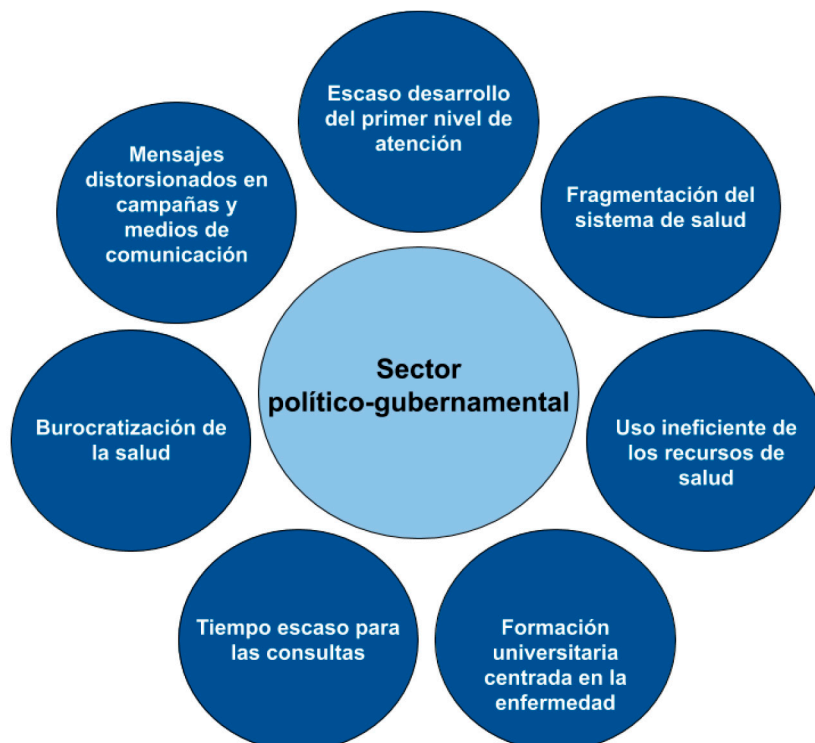 Escaso desarrollo
del primer nivel de
atención
Mensajes
distorsionados en
campañas y
medios de
comunicación
Fragmentación del
sistema de salud
Sector
político-gubernamental
Burocratización de
la salud
Uso ineficiente de
los recursos de
salud
Tiempo escaso para
las consultas
Formación
universitaria
centrada en la
enfermedad